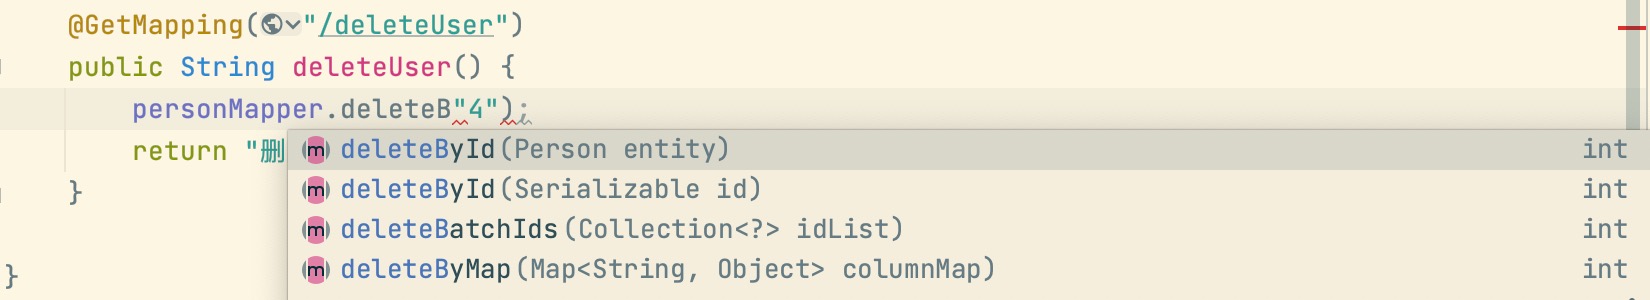 @GetMapping("/deleteUser")
public String deleteUser() {
personMapper.deleteB"4");
return "删
m deleteById(Person entity) int
m deleteById(Serializable id) int
m deleteBatchIds(Collection<?> idList) int
m deleteByMap(Map<String, Object> columnMap) int
}
}